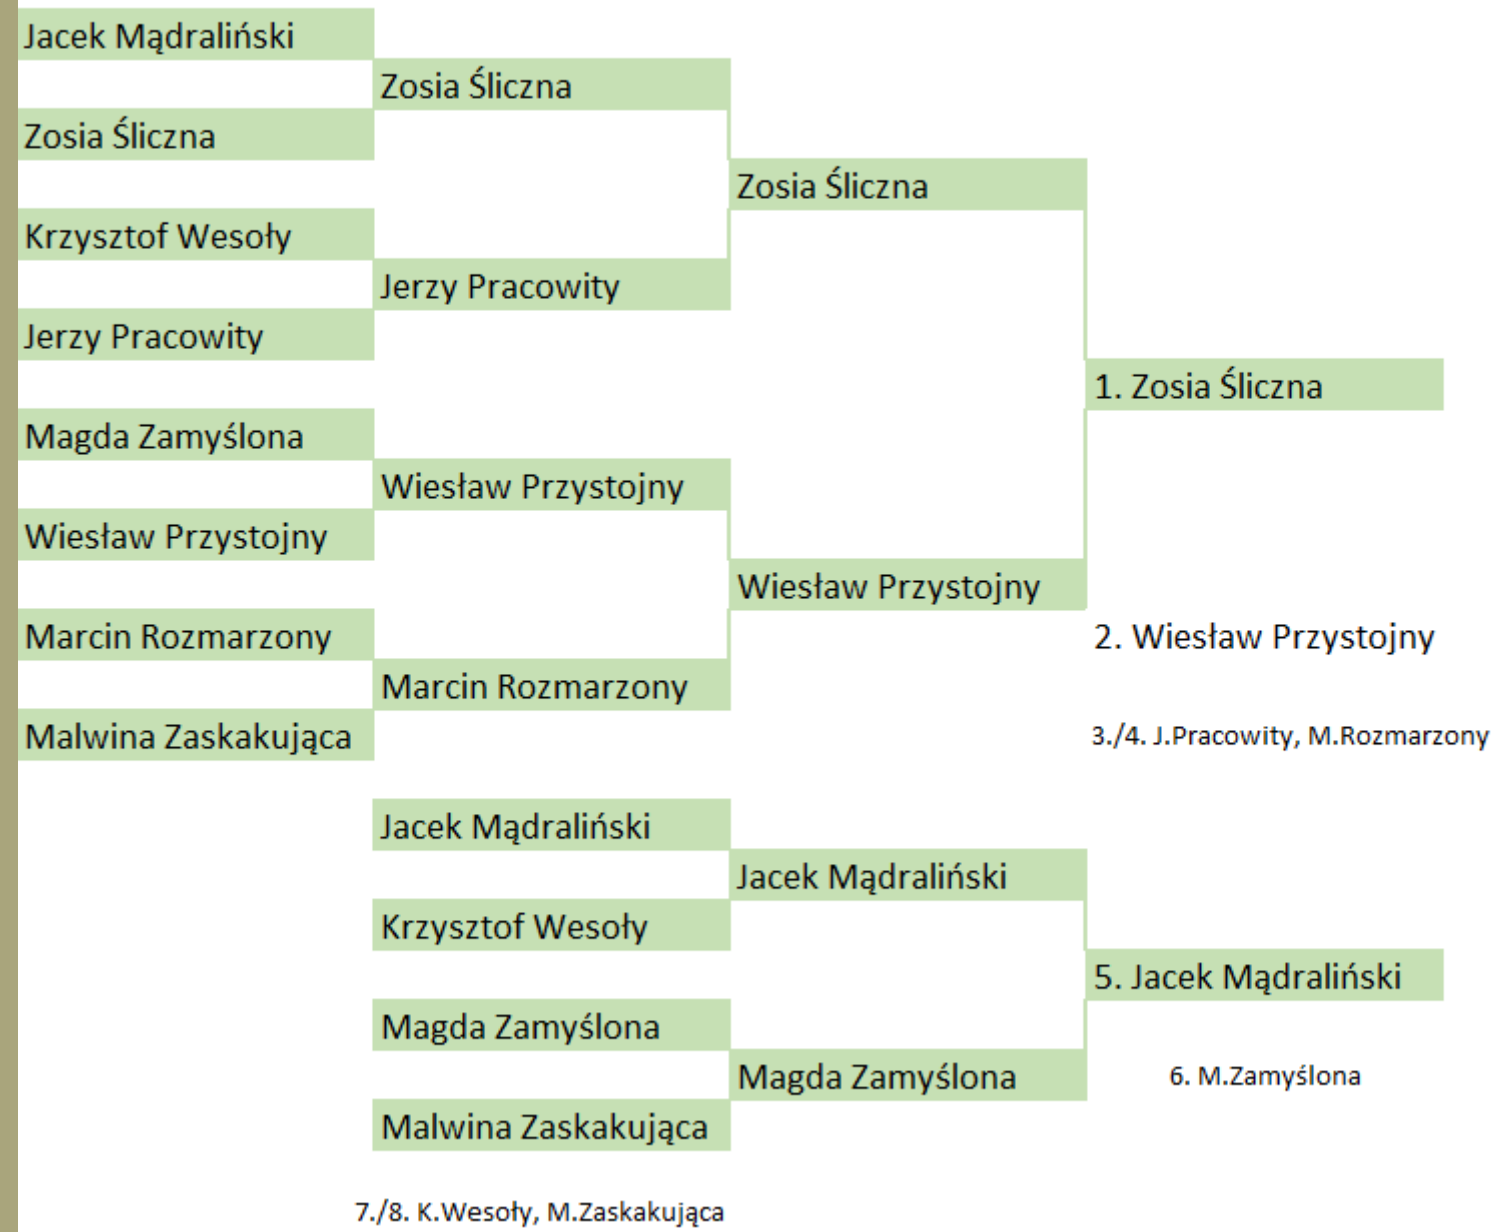 Jacek Mądraliński
Zosia Śliczna
Zosia Śliczna
Zosia Śliczna
Krzysztof Wesoły
Jerzy Pracowity
Jerzy Pracowity
1. Zosia Śliczna
Magda Zamyślona
Wiesław Przystojny
Wiesław Przystojny
Wiesław Przystojny
Marcin Rozmarzony
2. Wiesław Przystojny
Marcin Rozmarzony
Malwina Zaskakująca
3./4. J.Pracowity, M.Rozmarzony
Jacek Mądraliński
Jacek Mądraliński
Krzysztof Wesoły
5. Jacek Mądraliński
Magda Zamyślona
Magda Zamyślona
6. M.Zamyślona
Malwina Zaskakująca
7./8. K.Wesoły, M.Zaskakująca